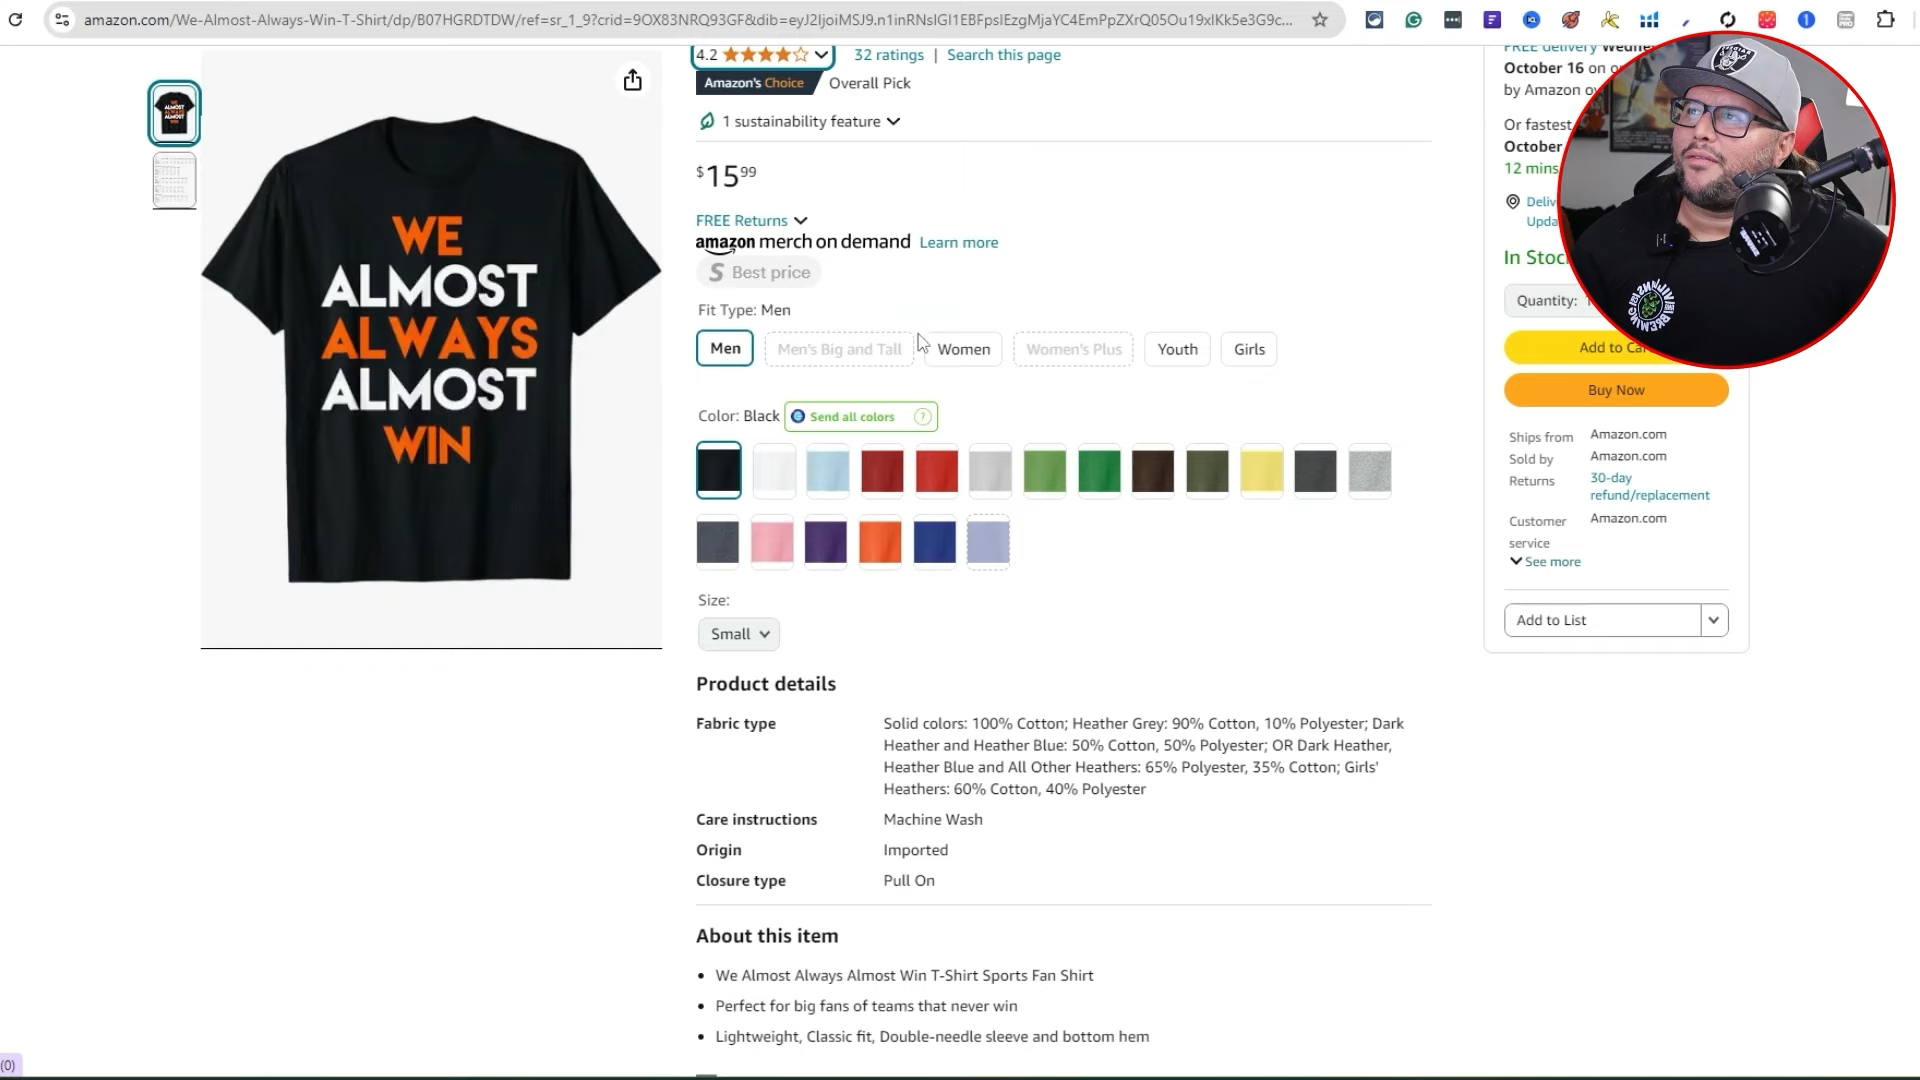 amazon.com/We-Almost-Always-Win-T-Shirt/dp/B07HGRDTDW/ref=sr_1_9?crid=9OX83NRQ93GF&dib=eyJ2IjoiMSJ9.n1inRNsIGl1EBFpsIEzgMjaYC4EmPpZXrQ05Ou19xlKk5e3G9c...
4.2
32 ratings | Search this page
Amazon's Choice Overall Pick
1 sustainability feature
$15 99
FREE Returns
amazon merch on demand Learn more
Best price
Fit Type: Men
Men
Men's Big and Tall
Women
Women's Plus
Youth
Girls
Color: Black
Send all colors ?
Size:
Small
Product details
Fabric type
Solid colors: 100% Cotton; Heather Grey: 90% Cotton, 10% Polyester; Dark
Heather and Heather Blue: 50% Cotton, 50% Polyester; OR Dark Heather,
Heather Blue and All Other Heathers: 65% Polyester, 35% Cotton; Girls'
Heathers: 60% Cotton, 40% Polyester
Care instructions Machine Wash
Origin Imported
Closure type Pull On
About this item
• We Almost Always Almost Win T-Shirt Sports Fan Shirt
• Perfect for big fans of teams that never win
• Lightweight, Classic fit, Double-needle sleeve and bottom hem
WE
ALMOST
ALWAYS
ALMOST
WIN
FREE delivery
October 16 on
by Amazon
Or fastest
October
12 mins
In Stoc
Quantity:
Add to Car
Buy Now
Ships from Amazon.com
Sold by Amazon.com
Returns 30-day
refund/replacement
Customer
service
Amazon.com
See more
Add to List
RAIDERS
(0)